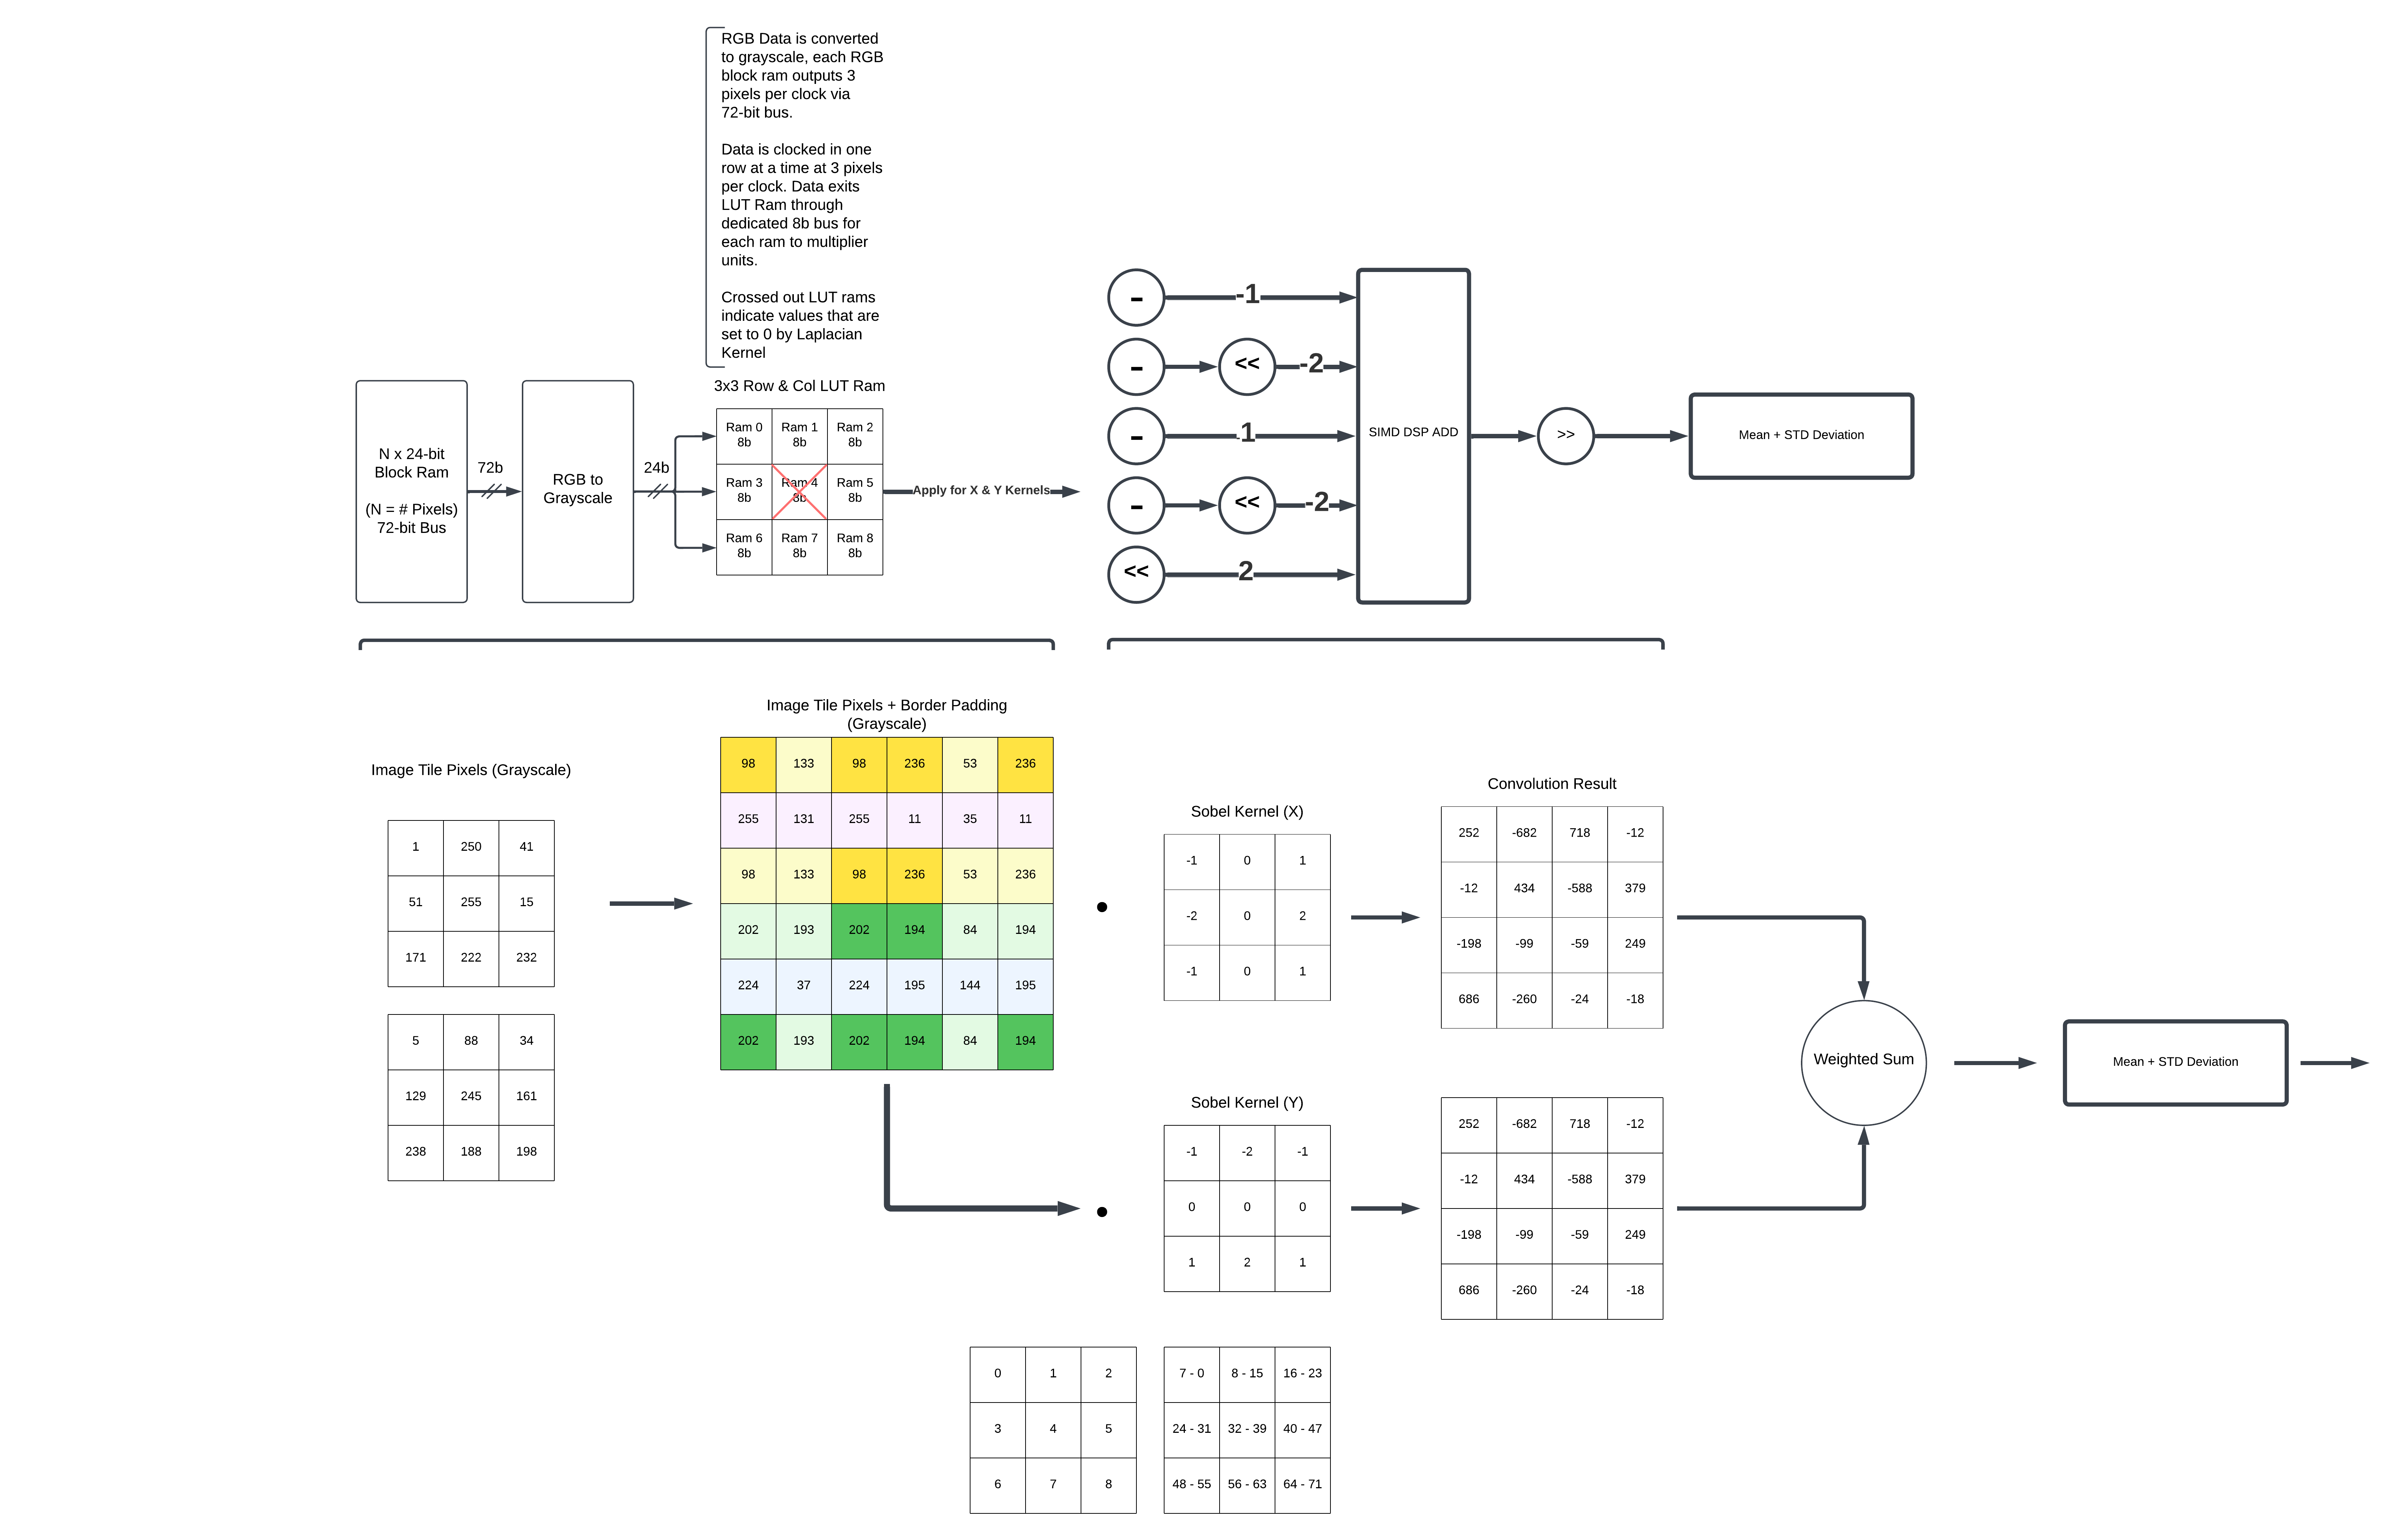 RGB Data is converted
to grayscale, each RGB
block ram outputs 3
pixels per clock via
72-bit bus.
Data is clocked in one
row at a time at 3 pixels
per clock. Data exits
LUT Ram through
dedicated 8b bus for
each ram to multiplier
units.
Crossed out LUT rams
indicate values that are
set to 0 by Laplacian
Kernel
3x3 Row & Col LUT Ram
N x 24-bit
Block Ram
(N = # Pixels)
72-bit Bus
72b
RGB to
Grayscale
24b
Ram 0
8b
Ram 1
8b
Ram 2
8b
Ram 3
8b
Ram 4
8b
Ram 5
8b
Ram 6
8b
Ram 7
8b
Ram 8
8b
Apply for X & Y Kernels
- -1
- << -2
- 1
- << -2
<< 2
SIMD DSP ADD
>>
Mean + STD Deviation
Image Tile Pixels (Grayscale)
1 250 41
51 255 15
171 222 232
5 88 34
129 245 161
238 188 198
Image Tile Pixels + Border Padding
(Grayscale)
98 133 98 236 53 236
255 131 255 11 35 11
98 133 98 236 53 236
202 193 202 194 84 194
224 37 224 195 144 195
202 193 202 194 84 194
Sobel Kernel (X)
-1 0 1
-2 0 2
-1 0 1
Convolution Result
252 -682 718 -12
-12 434 -588 379
-198 -99 -59 249
686 -260 -24 -18
Sobel Kernel (Y)
-1 -2 -1
0 0 0
1 2 1
252 -682 718 -12
-12 434 -588 379
-198 -99 -59 249
686 -260 -24 -18
Weighted Sum
Mean + STD Deviation
0 1 2
3 4 5
6 7 8
7 - 0 8 - 15 16 - 23
24 - 31 32 - 39 40 - 47
48 - 55 56 - 63 64 - 71